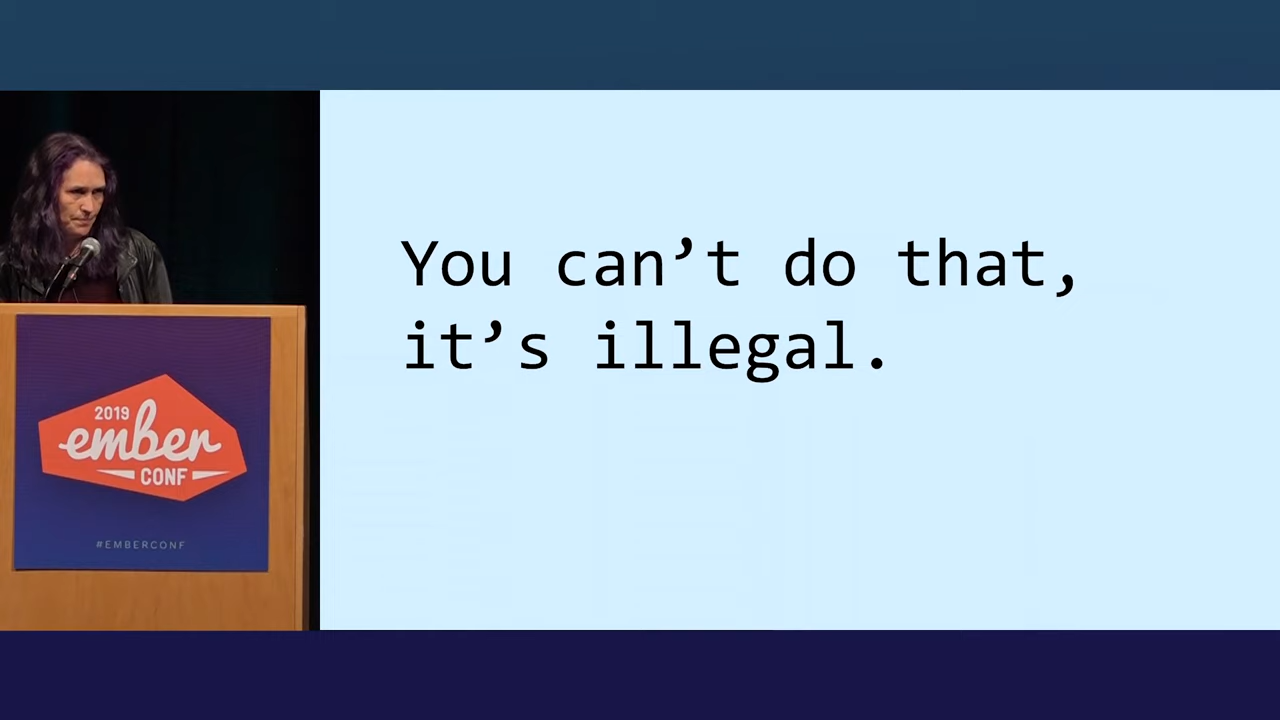 You can’t do that,
it’s illegal.
2019
ember
CONF
#EMBERCONF